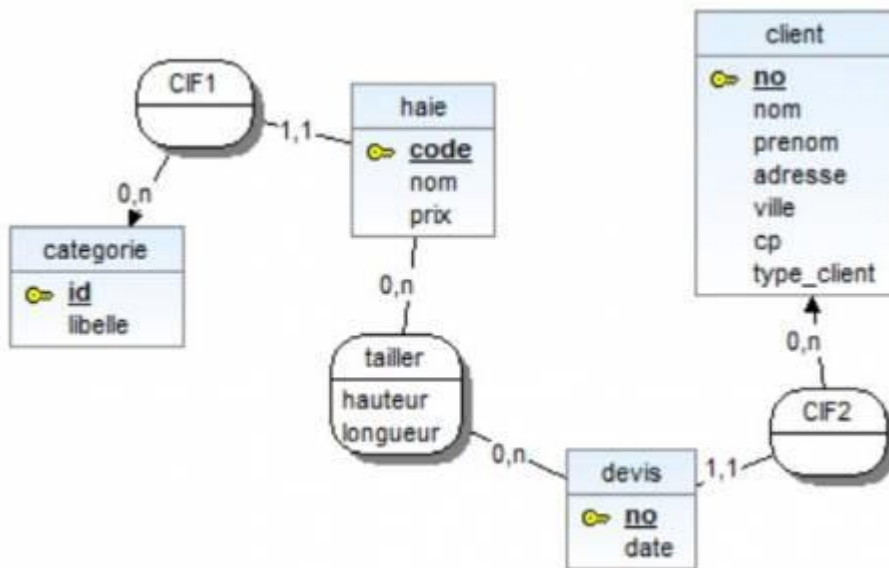 client
no
nom
prenom
adresse
ville
cp
type_client
CIF1
1,1
haie
code
nom
prix
0,n
categorie
id
libelle
0,n
tailler
hauteur
longueur
0,n
CIF2
0,n
devis
no
date
1,1